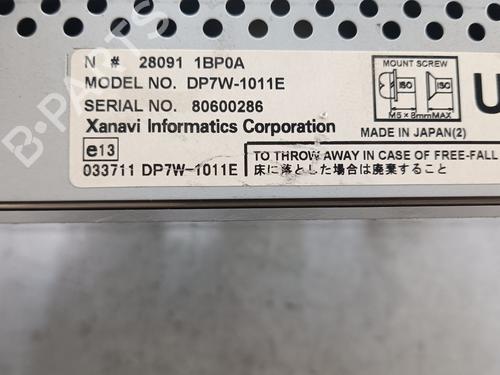 N # 28091 1BP0A
MODEL NO. DP7W-1011E
SERIAL NO. 80600286
Xanavi Informatics Corporation
e13
033711 DP7W-1011E
MOUNT SCREW
ISO ISO
M5×8mmMAX
MADE IN JAPAN(2)
U
TO THROW AWAY IN CASE OF FREE-FALL
床に落とした場合は廃棄すること
B-PARTS